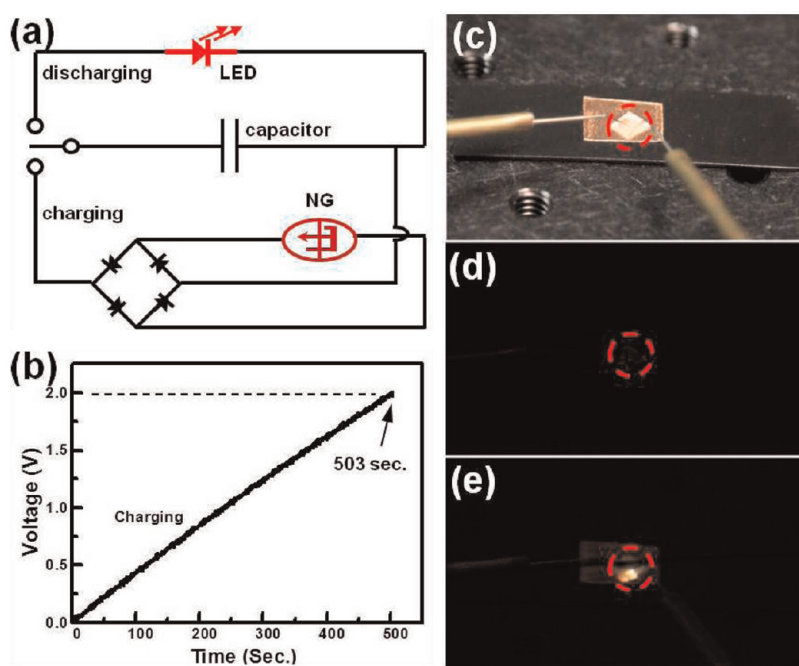 (a)
LED
discharging
capacitor
charging
NG
(b)
2.0
1.5
1.0
0.5
0.0
Voltage (V)
Charging
503 sec.
0
100
200
300
400
500
Time (Sec.)
(c)
(d)
(e)